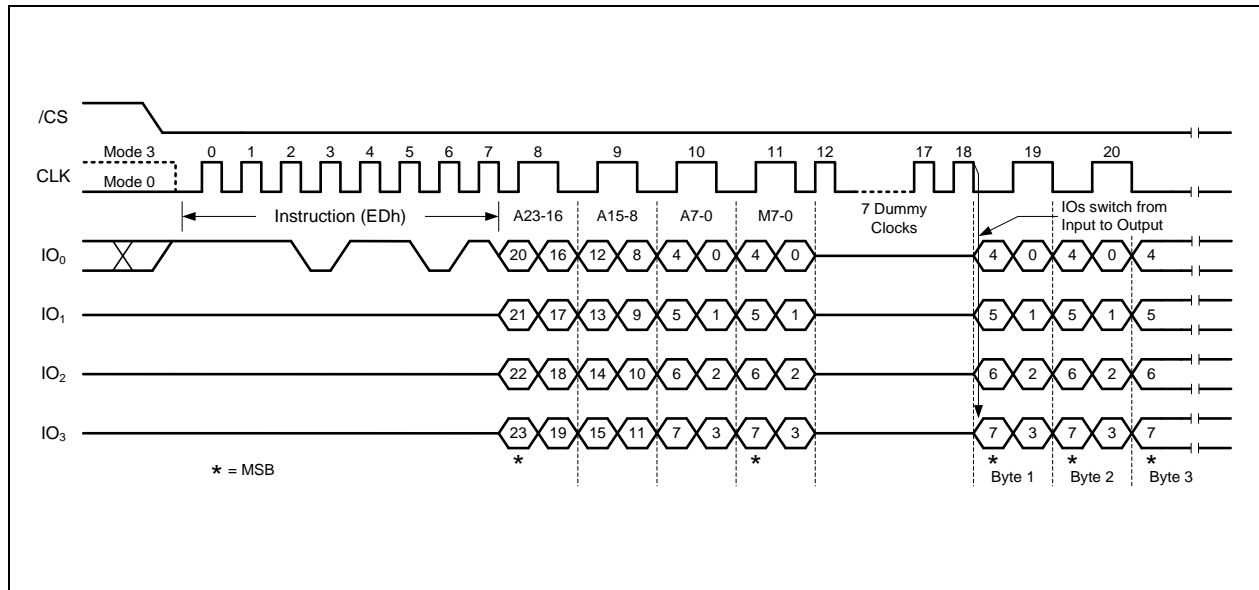 /CS
Mode 3 0 1 2 3 4 5 6 7 8 9 10 11 12 17 18 19 20
CLK
Mode 0
Instruction (EDh) A23-16 A15-8 A7-0 M7-0 7 Dummy Clocks IOs switch from Input to Output
IO₀ 20 16 12 8 4 0 4 0 4 0 4 0 4
IO₁ 21 17 13 9 5 1 5 1 5 1 5 1 5
IO₂ 22 18 14 10 6 2 6 2 6 2 6 2 6
IO₃ 23 19 15 11 7 3 7 3 7 3 7 3 7
* * * * *
* = MSB Byte 1 Byte 2 Byte 3